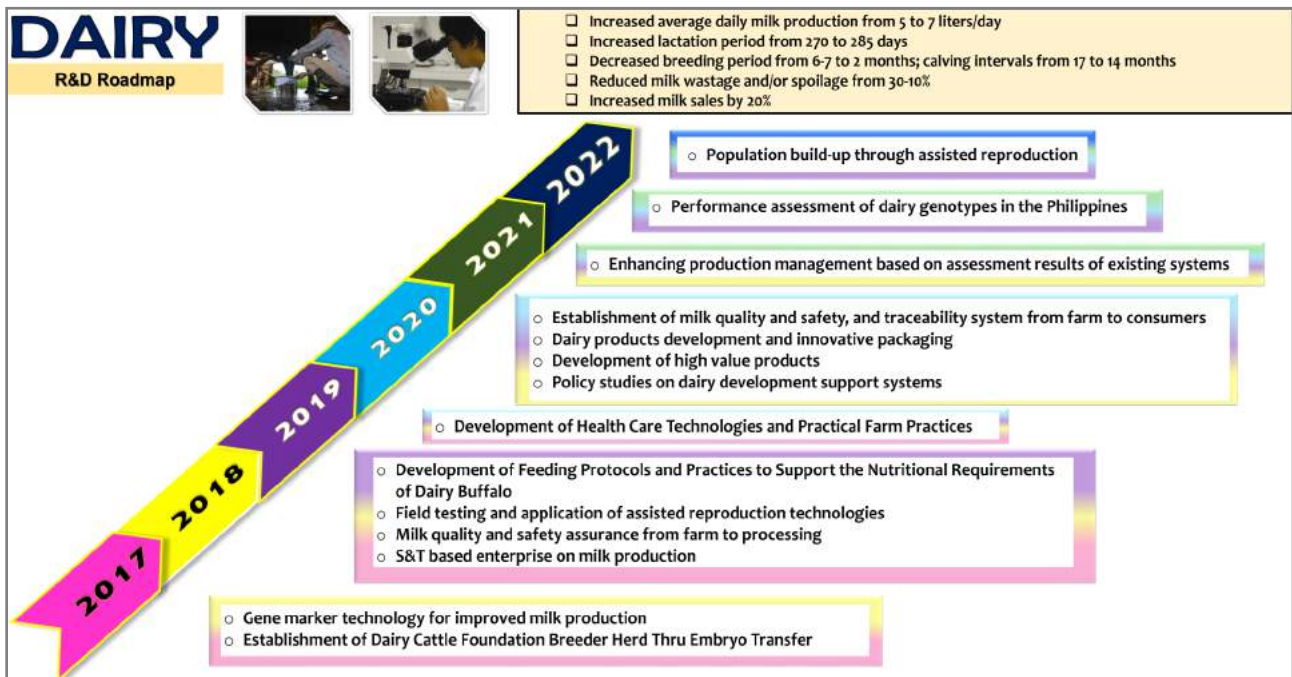 DAIRY
R&D Roadmap
❑ Increased average daily milk production from 5 to 7 liters/day
❑ Increased lactation period from 270 to 285 days
❑ Decreased breeding period from 6-7 to 2 months; calving intervals from 17 to 14 months
❑ Reduced milk wastage and/or spoilage from 30-10%
❑ Increased milk sales by 20%
2022
○ Population build-up through assisted reproduction
2021
○ Performance assessment of dairy genotypes in the Philippines
○ Enhancing production management based on assessment results of existing systems
2020
○ Establishment of milk quality and safety, and traceability system from farm to consumers
○ Dairy products development and innovative packaging
○ Development of high value products
○ Policy studies on dairy development support systems
2019
○ Development of Health Care Technologies and Practical Farm Practices
2018
○ Development of Feeding Protocols and Practices to Support the Nutritional Requirements
of Dairy Buffalo
○ Field testing and application of assisted reproduction technologies
○ Milk quality and safety assurance from farm to processing
○ S&T based enterprise on milk production
2017
○ Gene marker technology for improved milk production
○ Establishment of Dairy Cattle Foundation Breeder Herd Thru Embryo Transfer